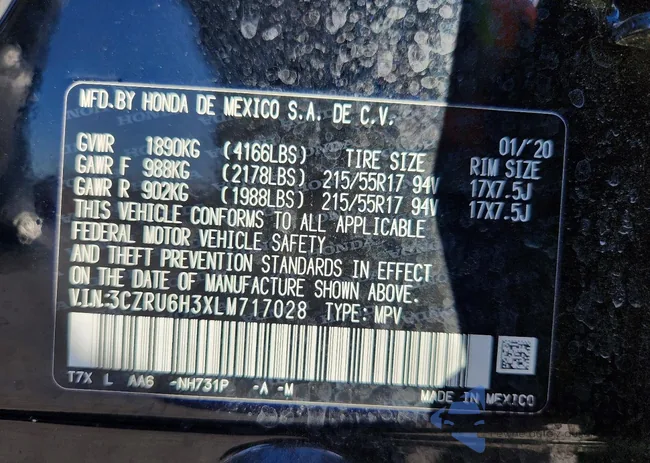 MFD.BY HONDA DE MEXICO S.A. DE C.V.
GVWR 1890KG (4166LBS) TIRE SIZE 01/'20 RIM SIZE
GAWR F 988KG (2178LBS) 215/55R17 94V 17X7.5J
GAWR R 902KG (1988LBS) 215/55R17 94V 17X7.5J
THIS VEHICLE CONFORMS TO ALL APPLICABLE
FEDERAL MOTOR VEHICLE SAFETY
AND THEFT PREVENTION STANDARDS IN EFFECT
ON THE DATE OF MANUFACTURE SHOWN ABOVE.
V.I.N:3CZRU6H3XLM717028 TYPE: MPV
T7X L AA6 -NH731P -A -M
MADE IN MEXICO